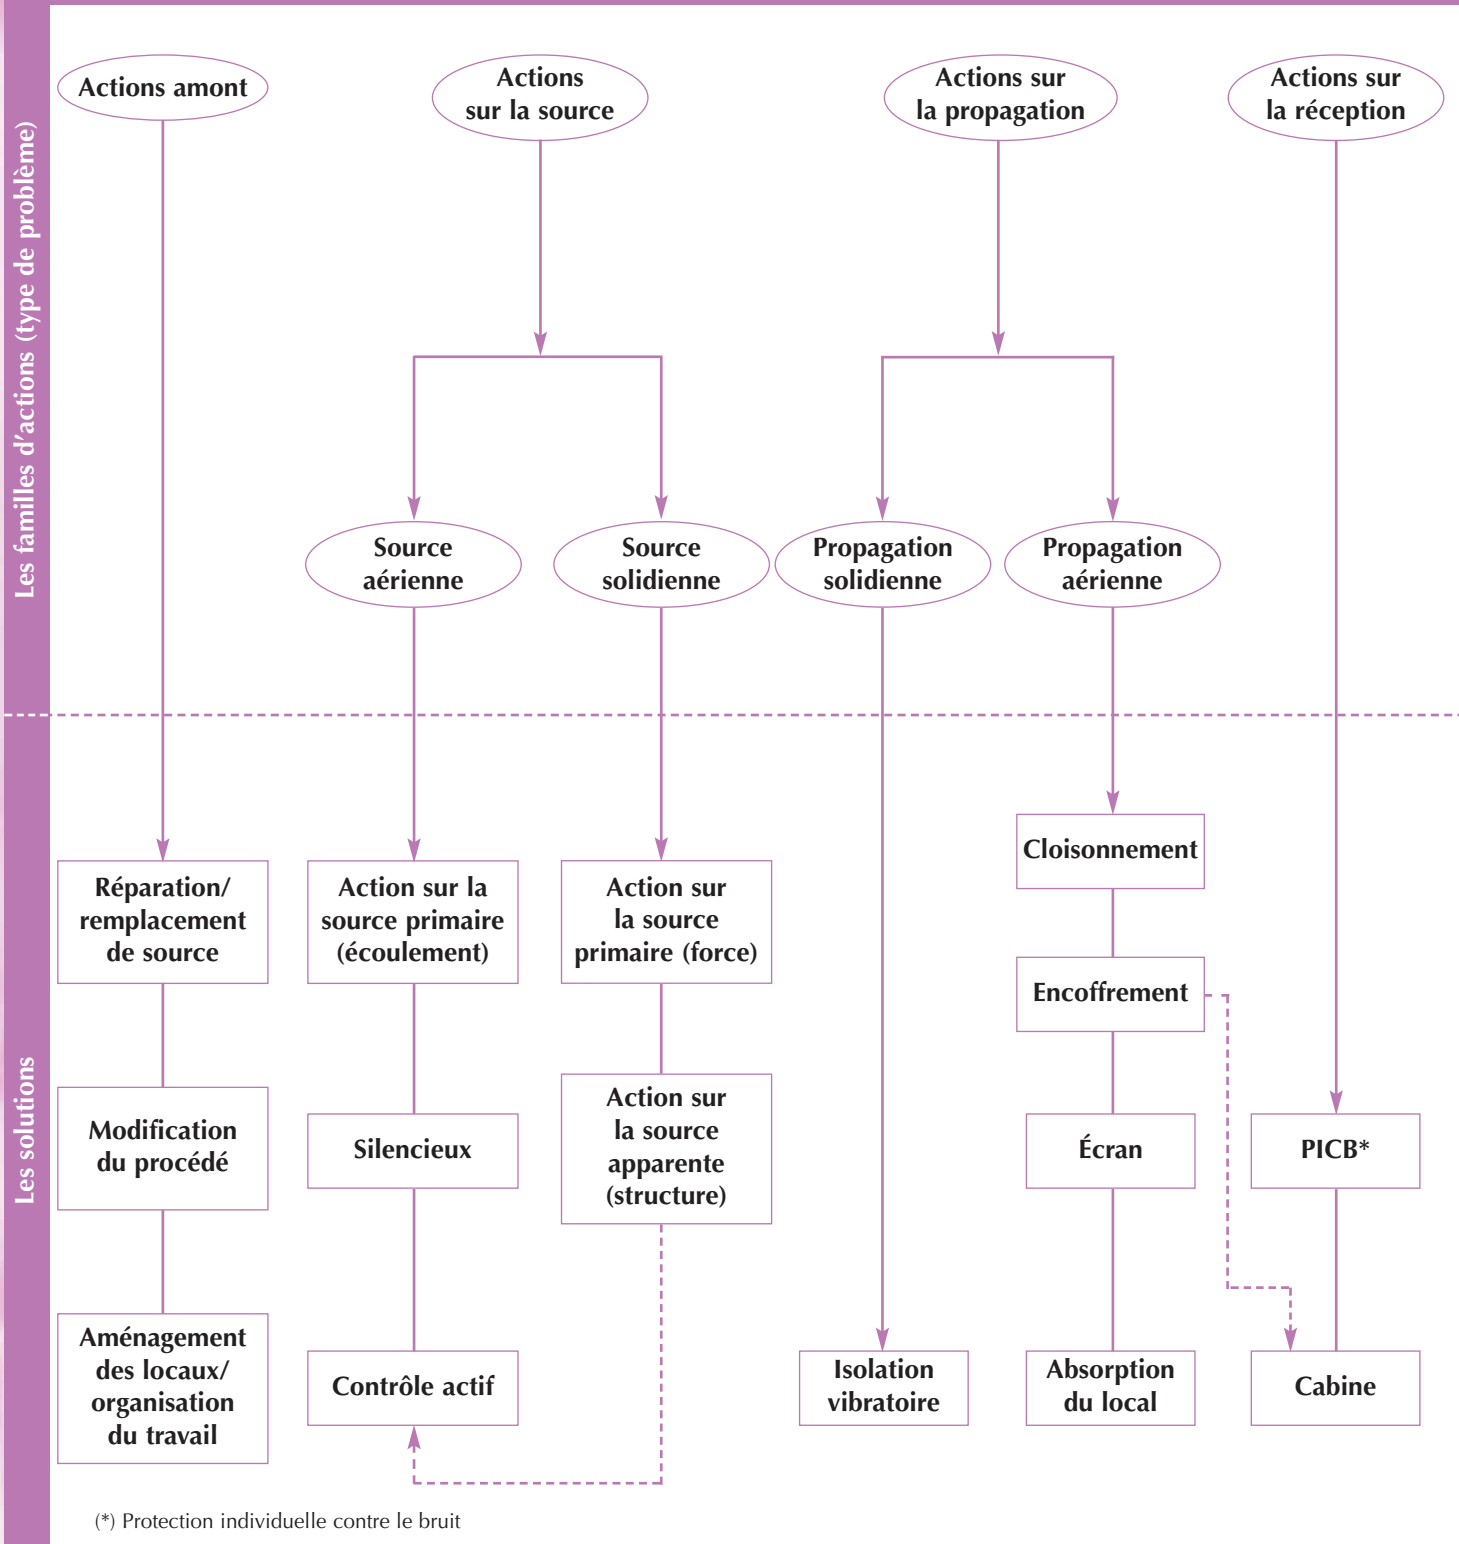 Les familles d'actions (type de problème)
Actions amont
Actions
sur la source
Actions sur
la propagation
Actions sur
la réception
Source
aérienne
Source
solidienne
Propagation
solidienne
Propagation
aérienne
Les solutions
Réparation/
remplacement
de source
Modification
du procédé
Aménagement
des locaux/
organisation
du travail
Action sur la
source primaire
(écoulement)
Silencieux
Contrôle actif
Action sur
la source
primaire (force)
Action sur
la source
apparente
(structure)
Isolation
vibratoire
Cloisonnement
Encoffrement
Écran
Absorption
du local
PICB*
Cabine
(*) Protection individuelle contre le bruit